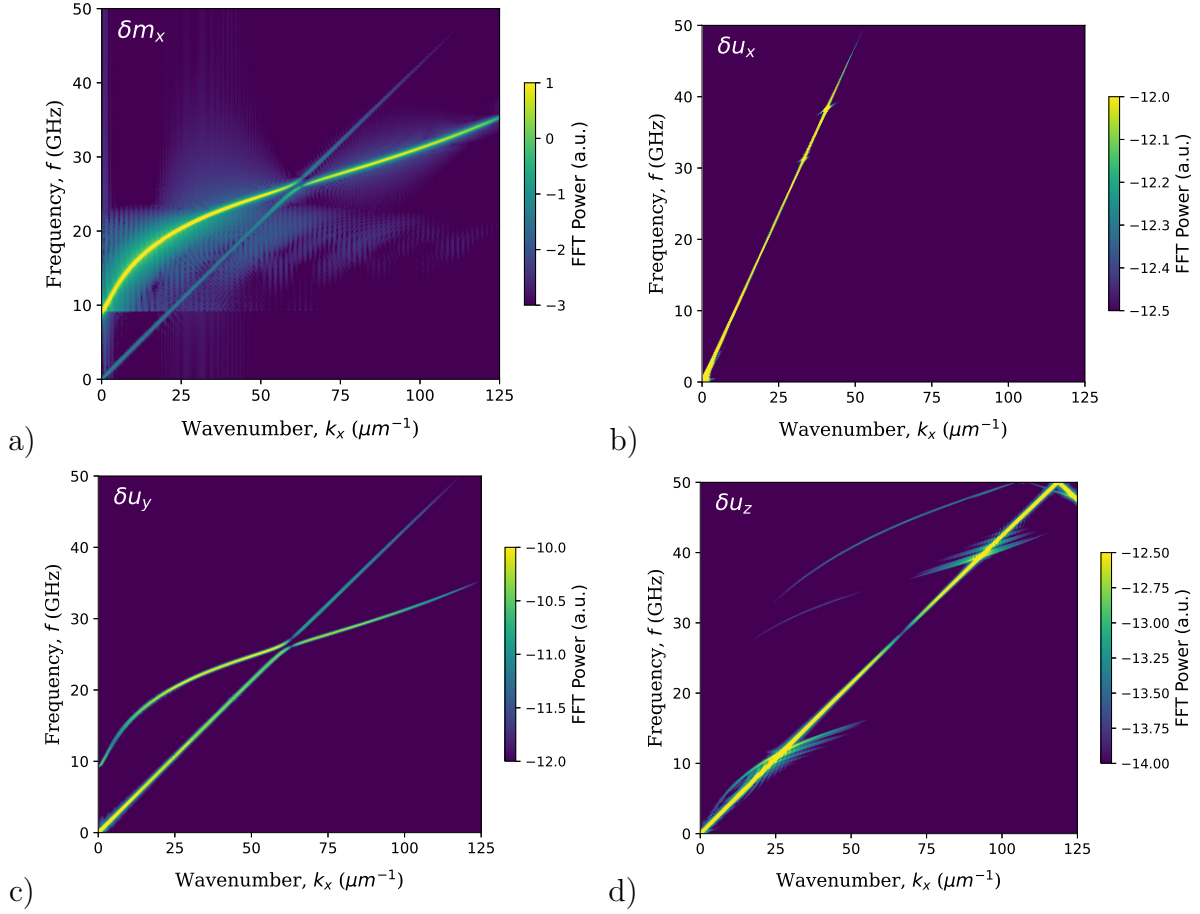 δm_x
50
40
30
20
10
0
0 25 50 75 100 125
Frequency, f (GHz)
Wavenumber, k_x (μm⁻¹)
1
0
−1
−2
−3
FFT Power (a.u.)
a)
δu_x
50
40
30
20
10
0
0 25 50 75 100 125
Frequency, f (GHz)
Wavenumber, k_x (μm⁻¹)
−12.0
−12.1
−12.2
−12.3
−12.4
−12.5
FFT Power (a.u.)
b)
δu_y
50
40
30
20
10
0
0 25 50 75 100 125
Frequency, f (GHz)
Wavenumber, k_x (μm⁻¹)
−10.0
−10.5
−11.0
−11.5
−12.0
FFT Power (a.u.)
c)
δu_z
50
40
30
20
10
0
0 25 50 75 100 125
Frequency, f (GHz)
Wavenumber, k_x (μm⁻¹)
−12.50
−12.75
−13.00
−13.25
−13.50
−13.75
−14.00
FFT Power (a.u.)
d)